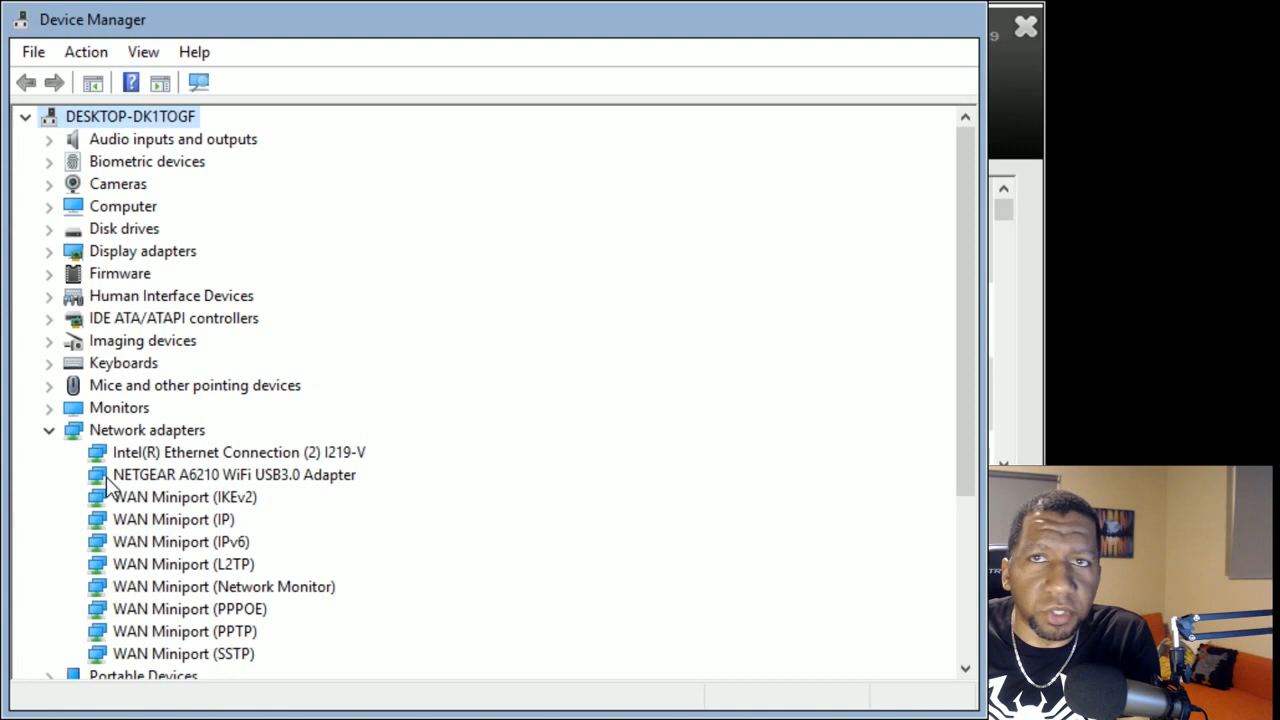 Device Manager
9
File Action View Help
DESKTOP-DK1TOGF
Audio inputs and outputs
Biometric devices
Cameras
Computer
Disk drives
Display adapters
Firmware
Human Interface Devices
IDE ATA/ATAPI controllers
Imaging devices
Keyboards
Mice and other pointing devices
Monitors
Network adapters
Intel(R) Ethernet Connection (2) I219-V
NETGEAR A6210 WiFi USB3.0 Adapter
WAN Miniport (IKEv2)
WAN Miniport (IP)
WAN Miniport (IPv6)
WAN Miniport (L2TP)
WAN Miniport (Network Monitor)
WAN Miniport (PPPOE)
WAN Miniport (PPTP)
WAN Miniport (SSTP)
Portable Devices